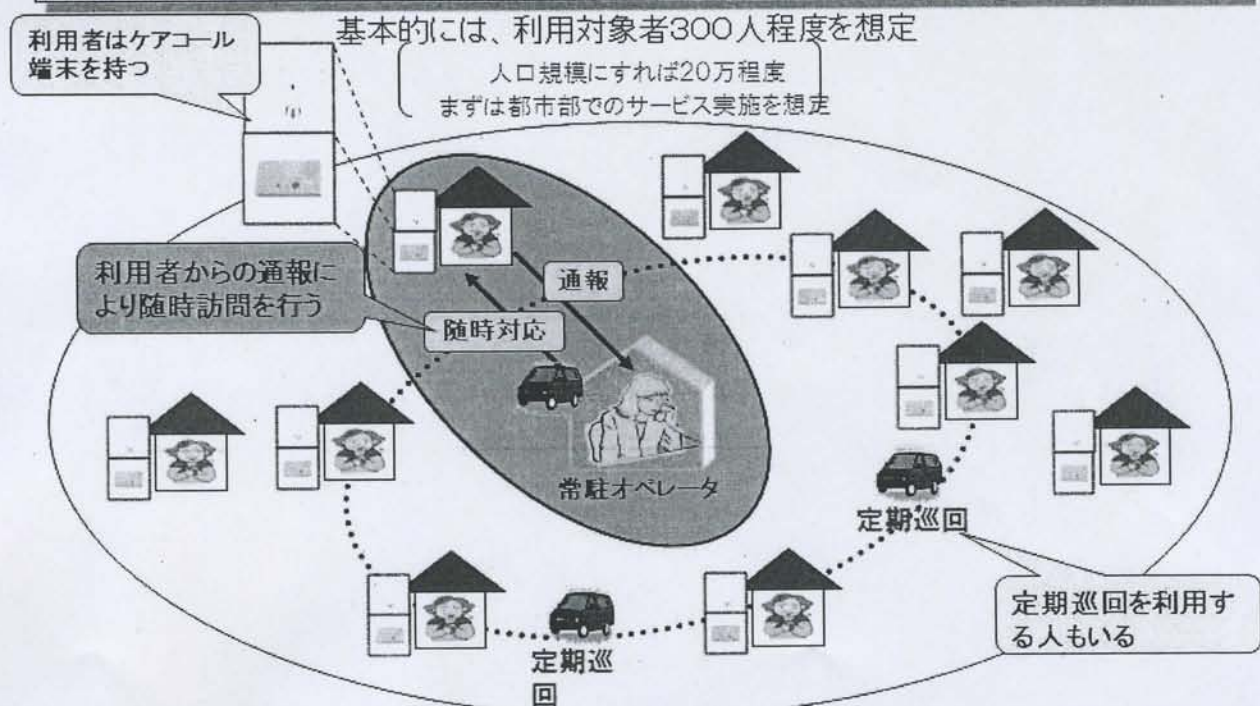 基本的には、利用対象者300人程度を想定
人口規模にすれば20万程度
まずは都市部でのサービス実施を想定
利用者はケアコール
端末を持つ
利用者からの通報に
より随時訪問を行う
通報
随時対応
常駐オペレータ
定期巡回
定期巡
回
定期巡回を利用す
る人もいる